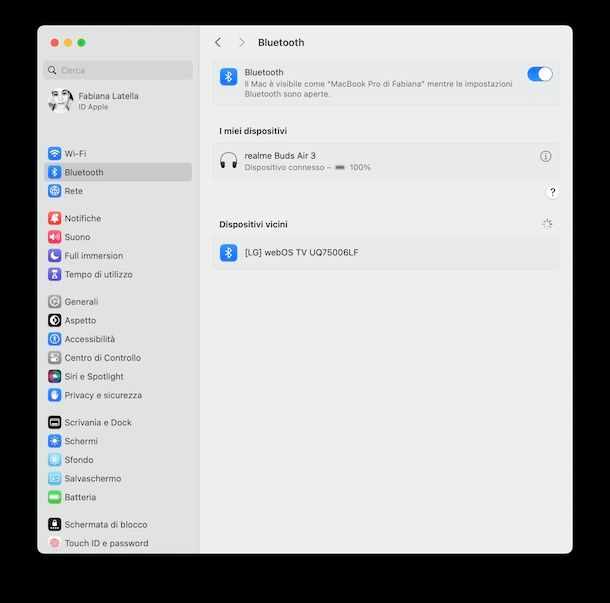 Bluetooth
Cerca
Fabiana Latella
ID Apple
Wi-Fi
Bluetooth
Rete
Notifiche
Suono
Full immersion
Tempo di utilizzo
Generali
Aspetto
Accessibilità
Centro di Controllo
Siri e Spotlight
Privacy e sicurezza
Scrivania e Dock
Schermi
Sfondo
Salvaschermo
Batteria
Schermata di blocco
Touch ID e password
Bluetooth
Il Mac è visibile come “MacBook Pro di Fabiana” mentre le impostazioni
Bluetooth sono aperte.
I miei dispositivi
realme Buds Air 3
Dispositivo connesso – 100%
?
Dispositivi vicini
[LG] webOS TV UQ75006LF